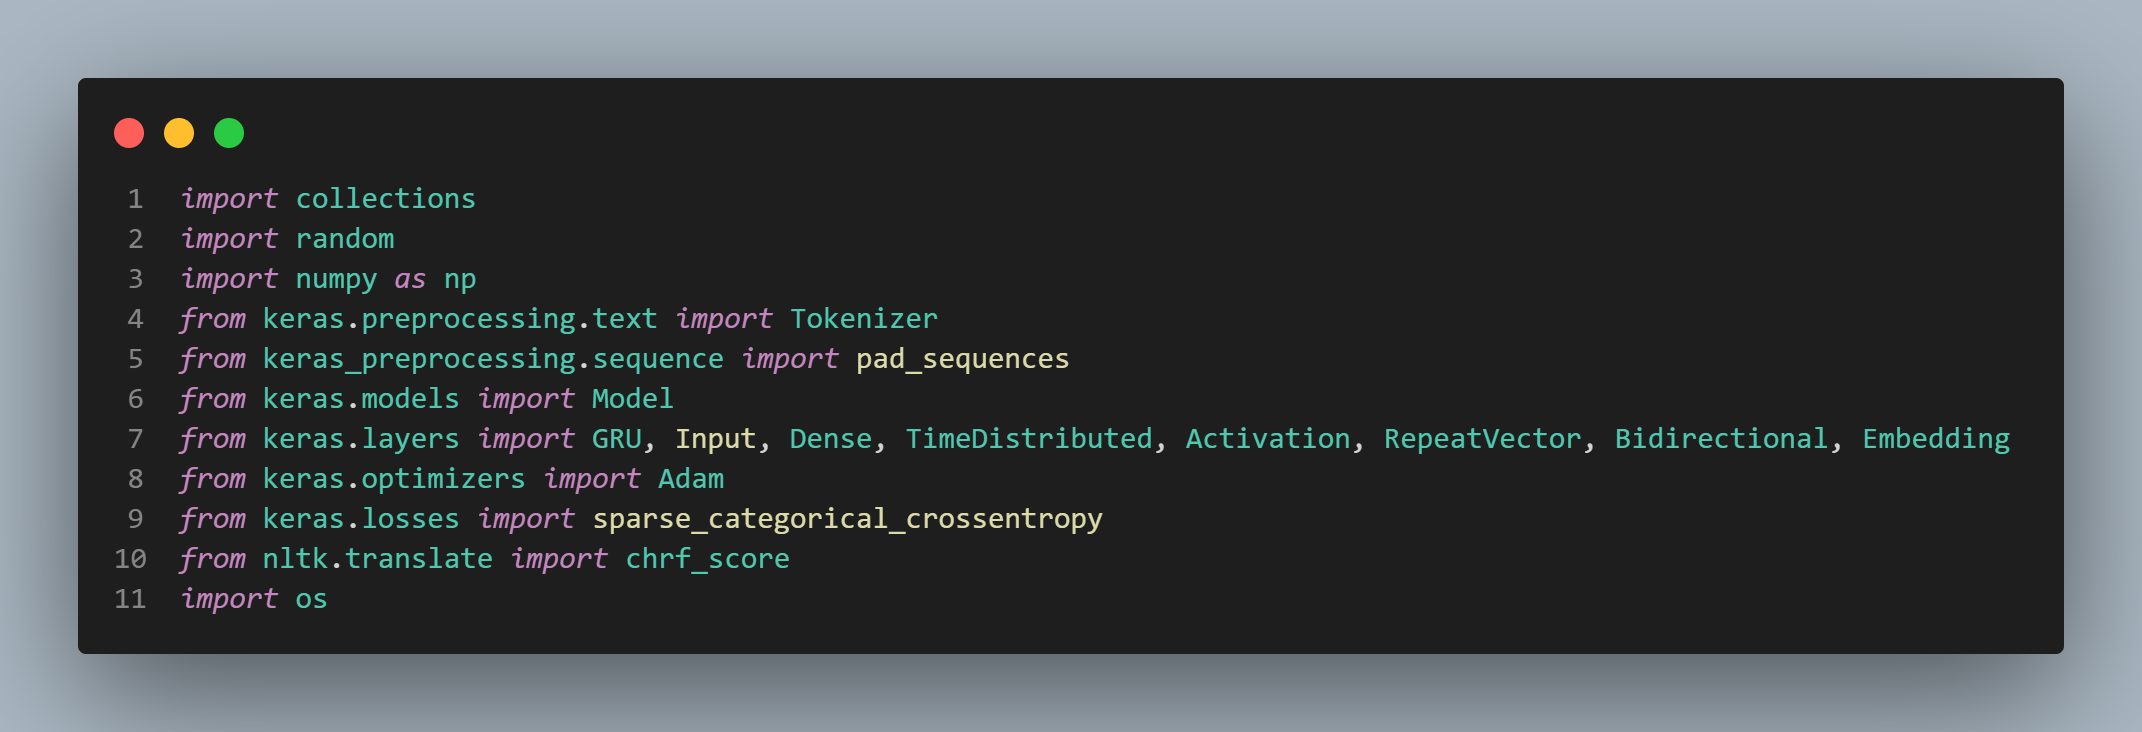 1 import collections
2 import random
3 import numpy as np
4 from keras.preprocessing.text import Tokenizer
5 from keras_preprocessing.sequence import pad_sequences
6 from keras.models import Model
7 from keras.layers import GRU, Input, Dense, TimeDistributed, Activation, RepeatVector, Bidirectional, Embedding
8 from keras.optimizers import Adam
9 from keras.losses import sparse_categorical_crossentropy
10 from nltk.translate import chrf_score
11 import os